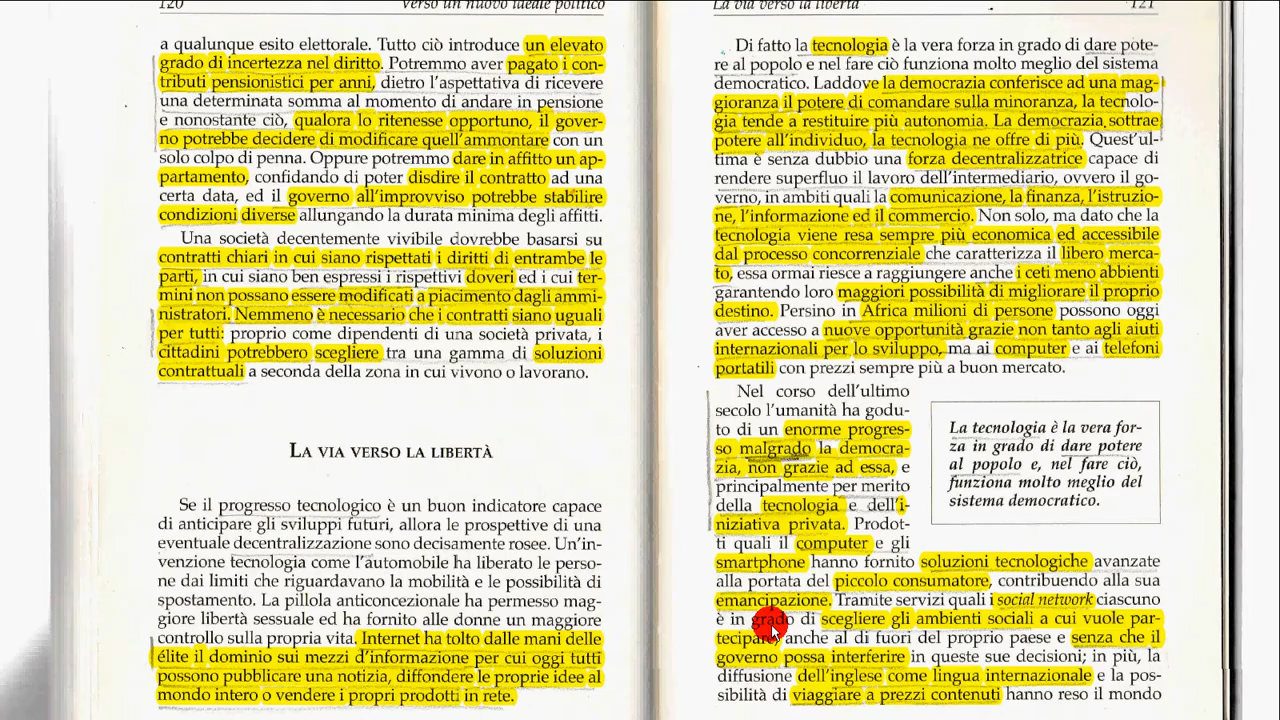 120
Verso un nuovo ideale politico
a qualunque esito elettorale. Tutto ciò introduce un elevato
grado di incertezza nel diritto. Potremmo aver pagato i con-
tributi pensionistici per anni, dietro l'aspettativa di ricevere
una determinata somma al momento di andare in pensione
e nonostante ciò, qualora lo ritenesse opportuno, il gover-
no potrebbe decidere di modificare quell'ammontare con un
solo colpo di penna. Oppure potremmo dare in affitto un ap-
partamento, confidando di poter disdire il contratto ad una
certa data, ed il governo all'improvviso potrebbe stabilire
condizioni diverse allungando la durata minima degli affitti.
Una società decentemente vivibile dovrebbe basarsi su
contratti chiari in cui siano rispettati i diritti di entrambe le
parti, in cui siano ben espressi i rispettivi doveri ed i cui ter-
mini non possano essere modificati a piacimento dagli ammi-
nistratori. Nemmeno è necessario che i contratti siano uguali
per tutti: proprio come dipendenti di una società privata, i
cittadini potrebbero scegliere tra una gamma di soluzioni
contrattuali a seconda della zona in cui vivono o lavorano.
LA VIA VERSO LA LIBERTÀ
Se il progresso tecnologico è un buon indicatore capace
di anticipare gli sviluppi futuri, allora le prospettive di una
eventuale decentralizzazione sono decisamente rosee. Un'in-
venzione tecnologia come l'automobile ha liberato le perso-
ne dai limiti che riguardavano la mobilità e le possibilità di
spostamento. La pillola anticoncezionale ha permesso mag-
giore libertà sessuale ed ha fornito alle donne un maggiore
controllo sulla propria vita. Internet ha tolto dalle mani delle
élite il dominio sui mezzi d'informazione per cui oggi tutti
possono pubblicare una notizia, diffondere le proprie idee al
mondo intero o vendere i propri prodotti in rete.
La via verso la libertà
121
Di fatto la tecnologia è la vera forza in grado di dare pote-
re al popolo e nel fare ciò funziona molto meglio del sistema
democratico. Laddove la democrazia conferisce ad una mag-
gioranza il potere di comandare sulla minoranza, la tecnolo-
gia tende a restituire più autonomia. La democrazia sottrae
potere all'individuo, la tecnologia ne offre di più. Quest'ul-
tima è senza dubbio una forza decentralizzatrice capace di
rendere superfluo il lavoro dell'intermediario, ovvero il go-
verno, in ambiti quali la comunicazione, la finanza, l'istruzio-
ne, l'informazione ed il commercio. Non solo, ma dato che la
tecnologia viene resa sempre più economica ed accessibile
dal processo concorrenziale che caratterizza il libero merca-
to, essa ormai riesce a raggiungere anche i ceti meno abbienti
garantendo loro maggiori possibilità di migliorare il proprio
destino. Persino in Africa milioni di persone possono oggi
aver accesso a nuove opportunità grazie non tanto agli aiuti
internazionali per lo sviluppo, ma ai computer e ai telefoni
portatili con prezzi sempre più a buon mercato.
Nel corso dell'ultimo
secolo l'umanità ha godu-
to di un enorme progres-
so malgrado la democra-
zia, non grazie ad essa, e
principalmente per merito
della tecnologia e dell'i-
niziativa privata. Prodot-
ti quali il computer e gli
smartphone hanno fornito soluzioni tecnologiche avanzate
alla portata del piccolo consumatore, contribuendo alla sua
emancipazione. Tramite servizi quali i social network ciascuno
è in grado di scegliere gli ambienti sociali a cui vuole par-
tecipare, anche al di fuori del proprio paese e senza che il
governo possa interferire in queste sue decisioni; in più, la
diffusione dell'inglese come lingua internazionale e la pos-
sibilità di viaggiare a prezzi contenuti hanno reso il mondo
La tecnologia è la vera for-
za in grado di dare potere
al popolo e, nel fare ciò,
funziona molto meglio del
sistema democratico.